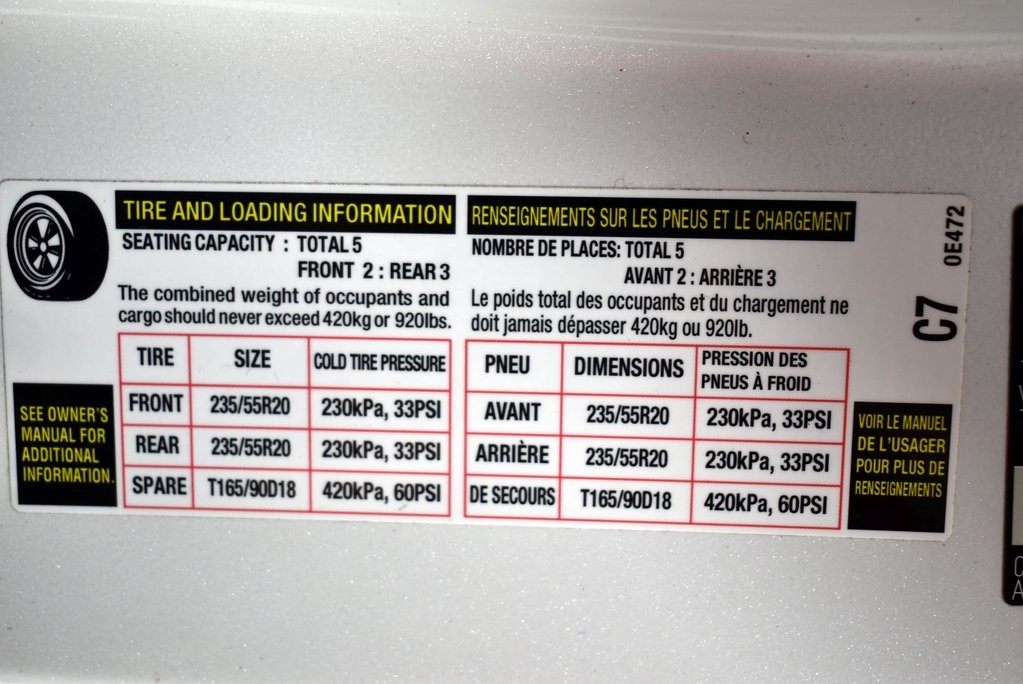 TIRE AND LOADING INFORMATION
SEATING CAPACITY : TOTAL 5
FRONT 2 : REAR 3
The combined weight of occupants and
cargo should never exceed 420kg or 920lbs.
TIRE SIZE COLD TIRE PRESSURE
FRONT 235/55R20 230kPa, 33PSI
REAR 235/55R20 230kPa, 33PSI
SPARE T165/90D18 420kPa, 60PSI
SEE OWNER'S
MANUAL FOR
ADDITIONAL
INFORMATION.
RENSEIGNEMENTS SUR LES PNEUS ET LE CHARGEMENT
NOMBRE DE PLACES: TOTAL 5
AVANT 2 : ARRIÈRE 3
Le poids total des occupants et du chargement ne
doit jamais dépasser 420kg ou 920lb.
PNEU DIMENSIONS PRESSION DES
PNEUS À FROID
AVANT 235/55R20 230kPa, 33PSI
ARRIÈRE 235/55R20 230kPa, 33PSI
DE SECOURS T165/90D18 420kPa, 60PSI
VOIR LE MANUEL
DE L'USAGER
POUR PLUS DE
RENSEIGNEMENTS
0E472
C7